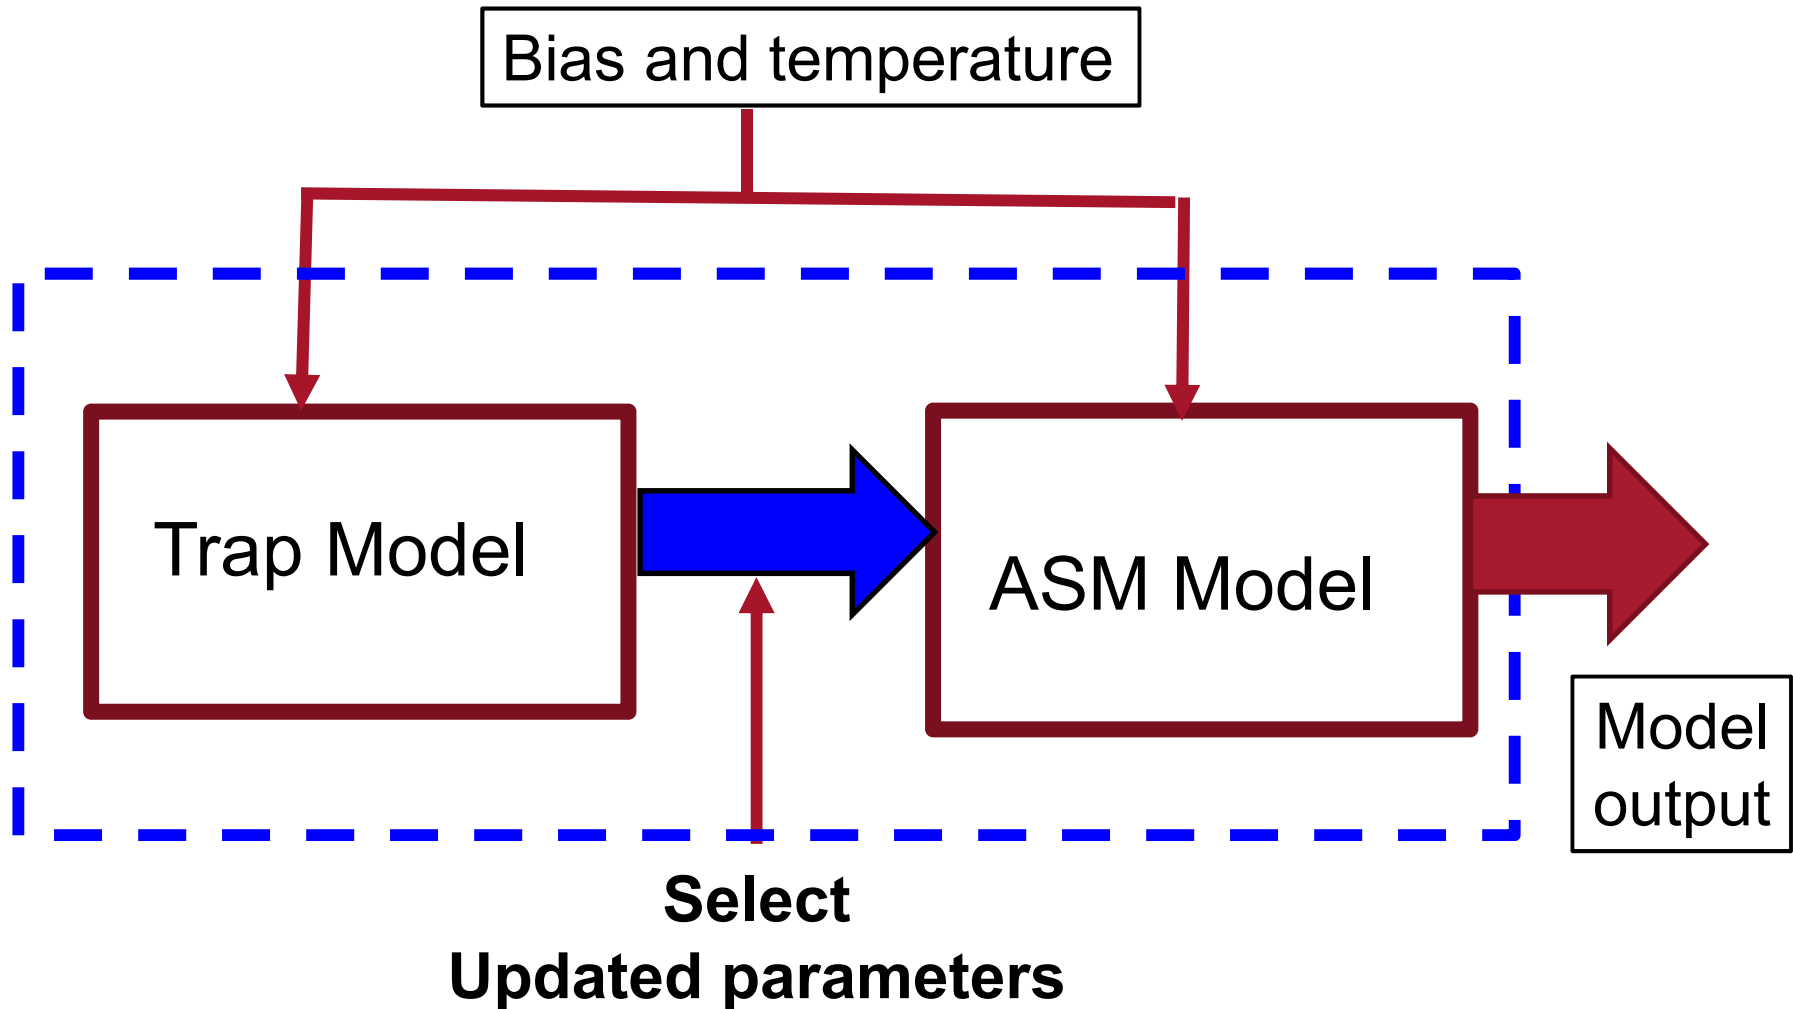 Bias and temperature
Trap Model
ASM Model
Model
output
Select
Updated parameters